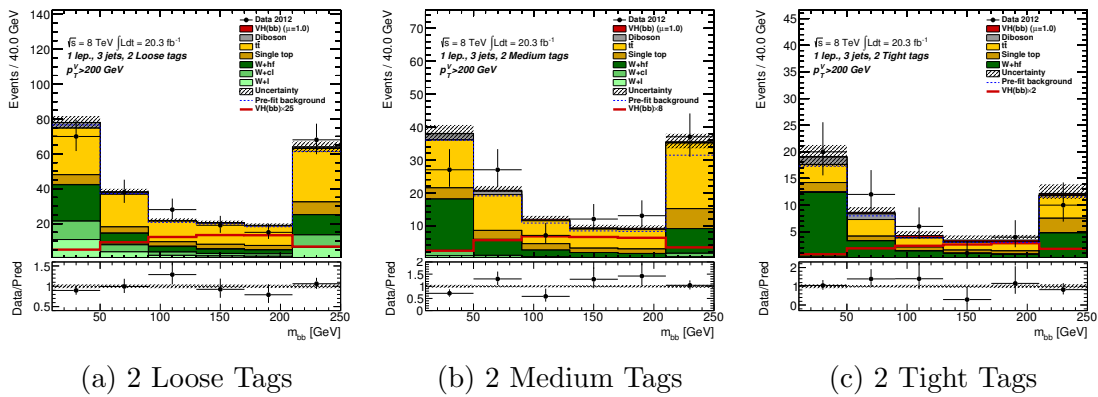 Events / 40.0 GeV
140
120
100
80
60
40
20
√s = 8 TeV ∫Ldt = 20.3 fb⁻¹
1 lep., 3 jets, 2 Loose tags
p_T^V>200 GeV
Data 2012
VH(bb) (μ=1.0)
Diboson
tt̄
Single top
W+hf
W+cl
W+l
Uncertainty
Pre-fit background
VH(bb)×25
Data/Pred
1.5
1
0.5
50 100 150 200 250
m_bb [GeV]
(a) 2 Loose Tags
Events / 40.0 GeV
70
60
50
40
30
20
10
√s = 8 TeV ∫Ldt = 20.3 fb⁻¹
1 lep., 3 jets, 2 Medium tags
p_T^V>200 GeV
Data 2012
VH(bb) (μ=1.0)
Diboson
tt̄
Single top
W+hf
W+cl
W+l
Uncertainty
Pre-fit background
VH(bb)×8
Data/Pred
2
1.5
1
0.5
0
50 100 150 200 250
m_bb [GeV]
(b) 2 Medium Tags
Events / 40.0 GeV
45
40
35
30
25
20
15
10
5
√s = 8 TeV ∫Ldt = 20.3 fb⁻¹
1 lep., 3 jets, 2 Tight tags
p_T^V>200 GeV
Data 2012
VH(bb) (μ=1.0)
Diboson
tt̄
Single top
W+hf
W+cl
W+l
Uncertainty
Pre-fit background
VH(bb)×2
Data/Pred
2
1
0
50 100 150 200 250
m_bb [GeV]
(c) 2 Tight Tags